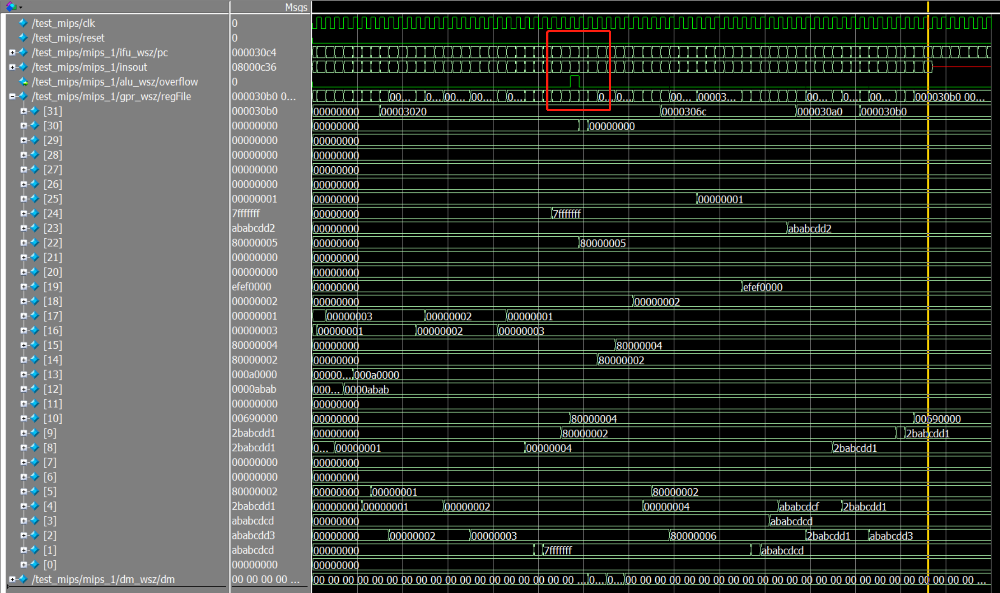 Msgs
/test_mips/clk 0
/test_mips/reset 0
/test_mips/mips_1/ifu_wsz/pc 000030c4
/test_mips/mips_1/insout 08000c36
/test_mips/mips_1/alu_wsz/overflow 0
/test_mips/mips_1/gpr_wsz/regFile 000030b0 0... 00... 0... 00... 00... 0... 0... 0... 00... 00003... 00... 0... 00... 000030b0 00...
[31] 000030b0 00000000 00003020 0000306c 000030a0 000030b0
[30] 00000000 00000000 00000000
[29] 00000000 00000000
[28] 00000000 00000000
[27] 00000000 00000000
[26] 00000000 00000000
[25] 00000001 00000000 00000001
[24] 7fffffff 00000000 7fffffff
[23] ababcdd2 00000000 ababcdd2
[22] 80000005 00000000 80000005
[21] 00000000 00000000
[20] 00000000 00000000
[19] efef0000 00000000 efef0000
[18] 00000002 00000000 00000002
[17] 00000001 00000003 00000002 00000001
[16] 00000003 00000001 00000002 00000003
[15] 80000004 00000000 80000004
[14] 80000002 00000000 80000002
[13] 000a0000 00000... 000a0000
[12] 0000abab 000... 0000abab
[11] 00000000 00000000
[10] 00690000 00000000 80000004 00690000
[9] 2babcdd1 00000000 80000002 2babcdd1
[8] 2babcdd1 0... 00000001 00000004 2babcdd1
[7] 00000000 00000000
[6] 00000000 00000000
[5] 80000002 00000000 00000001 80000002
[4] 2babcdd1 00000000 00000001 00000002 00000004 ababcdcf 2babcdd1
[3] ababcdcd 00000000 ababcdcd
[2] ababcdd3 00000000 00000002 00000003 80000006 2babcdd1 ababcdd3
[1] ababcdcd 00000000 7fffffff ababcdcd
[0] 00000000 00000000
/test_mips/mips_1/dm_wsz/dm 00 00 00 00 ... 00 00 00 00 00 00 00 00 00 00 00 00 00 00 00 00 00 00 ... 0... 0... 00 00 00 00 00 00 00 00 00 00 00 00 00 00 00 00 00 00 00 00 00 00 00 00 ...